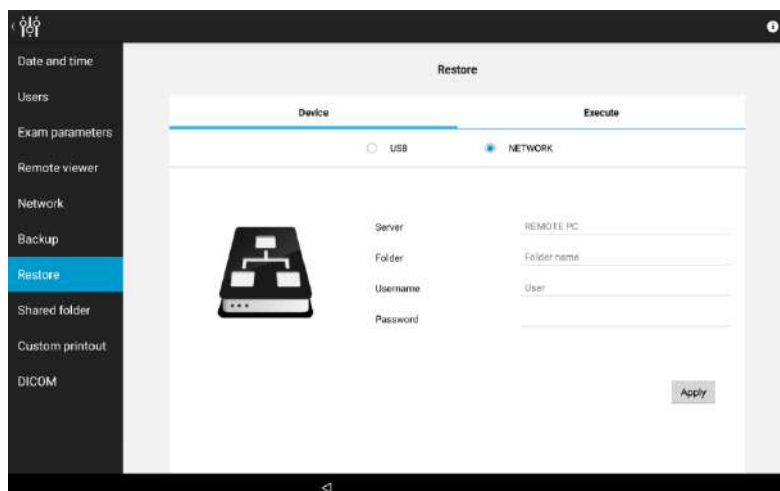 Date and time
Users
Exam parameters
Remote viewer
Network
Backup
Restore
Shared folder
Custom printout
DICOM
Restore
Device Execute
USB NETWORK
Server REMOTE PC
Folder Folder name
Username User
Password
Apply